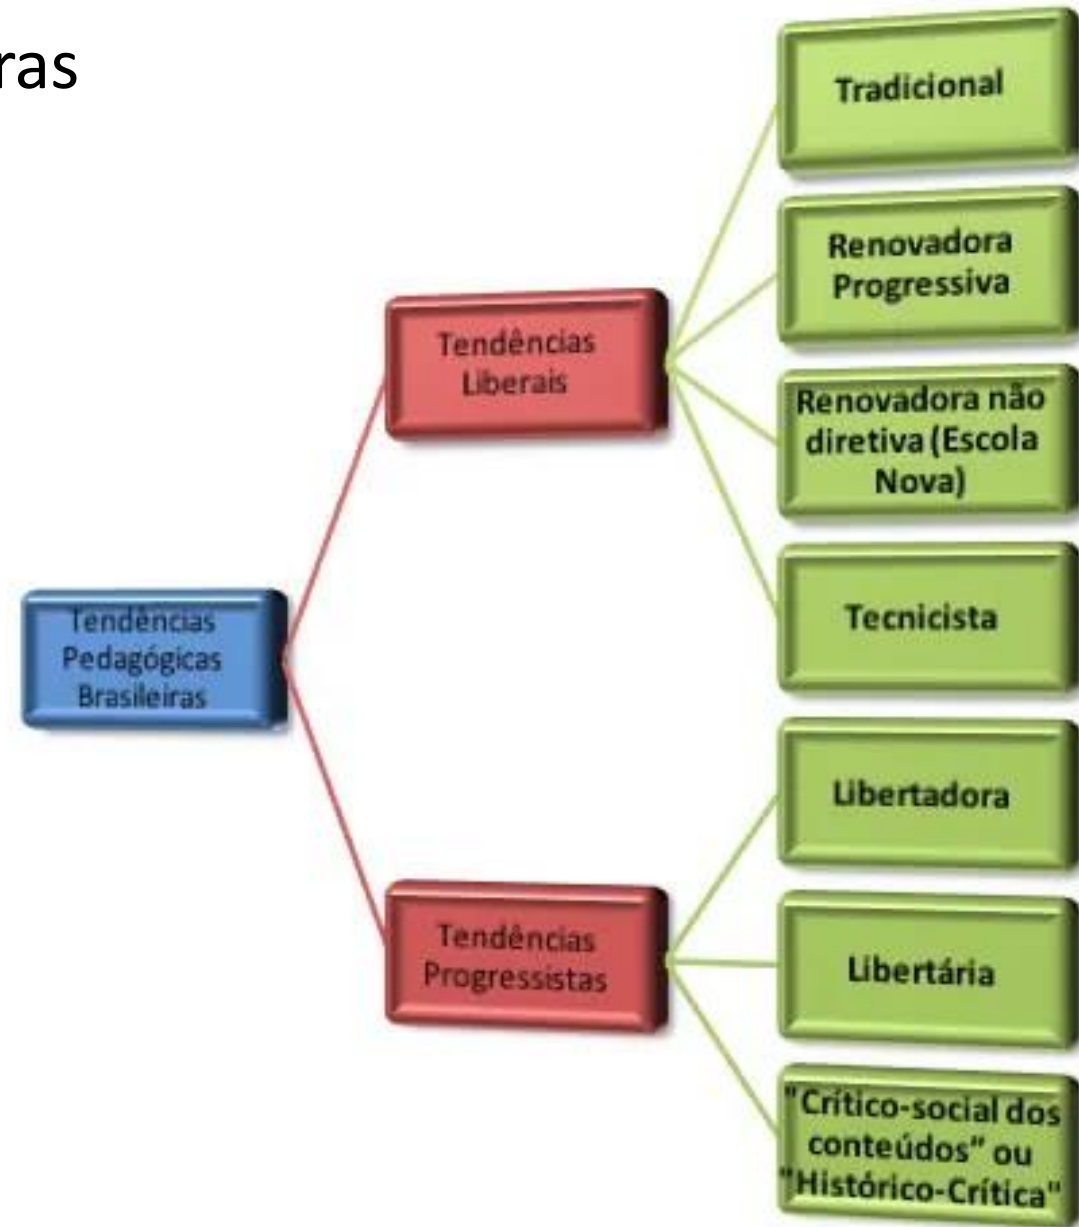 ras
Tendências
Pedagógicas
Brasileiras
Tendências
Liberais
Tradicional
Renovadora
Progressiva
Renovadora não
diretiva (Escola
Nova)
Tecnicista
Tendências
Progressistas
Libertadora
Libertária
"Crítico-social dos
conteúdos" ou
"Histórico-Crítica"